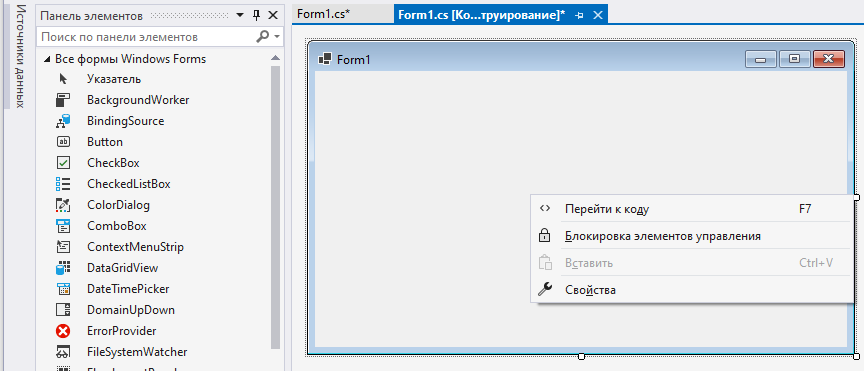 Источники данных
Панель элементов
Поиск по панели элементов
Все формы Windows Forms
Указатель
BackgroundWorker
BindingSource
Button
CheckBox
CheckedListBox
ColorDialog
ComboBox
ContextMenuStrip
DataGridView
DateTimePicker
DomainUpDown
ErrorProvider
FileSystemWatcher
Form1.cs*
Form1.cs [Ко...труирование]*
Form1
Перейти к коду F7
Блокировка элементов управления
Вставить Ctrl+V
Свойства